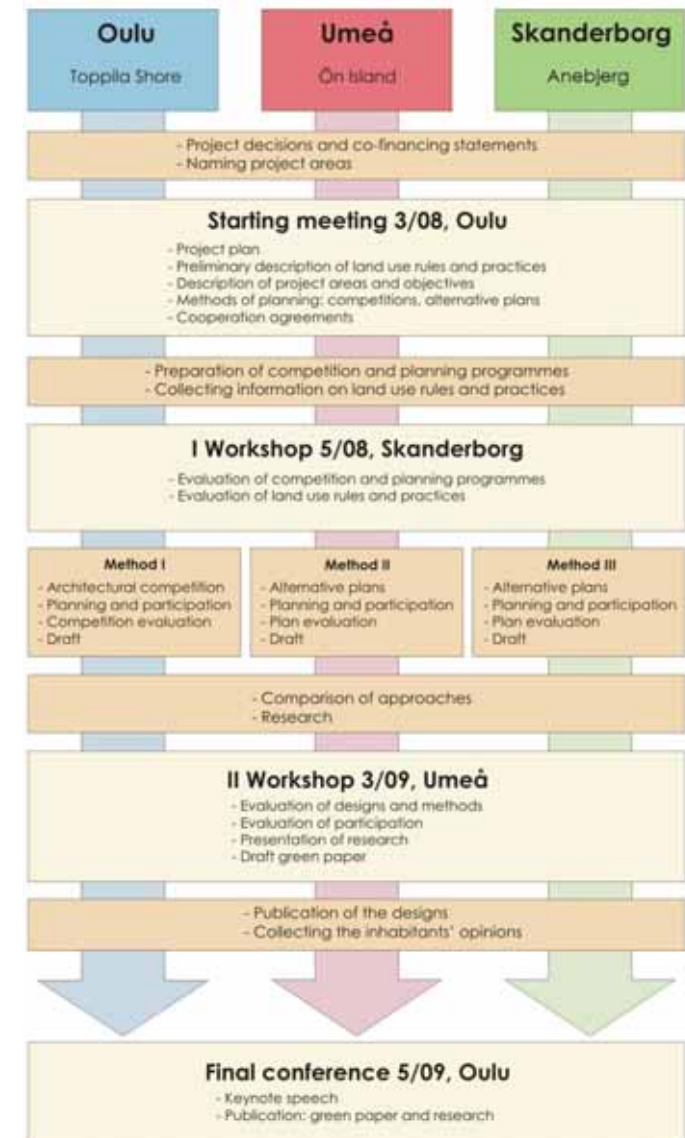 Oulu
Toppila Shore
Umeå
Ön Island
Skanderborg
Anebjerg
- Project decisions and co-financing statements
- Naming project areas
Starting meeting 3/08, Oulu
- Project plan
- Preliminary description of land use rules and practices
- Description of project areas and objectives
- Methods of planning: competitions, alternative plans
- Cooperation agreements
- Preparation of competition and planning programmes
- Collecting information on land use rules and practices
I Workshop 5/08, Skanderborg
- Evaluation of competition and planning programmes
- Evaluation of land use rules and practices
Method I
- Architectural competition
- Planning and participation
- Competition evaluation
- Draft
Method II
- Alternative plans
- Planning and participation
- Plan evaluation
- Draft
Method III
- Alternative plans
- Planning and participation
- Plan evaluation
- Draft
- Comparison of approaches
- Research
II Workshop 3/09, Umeå
- Evaluation of designs and methods
- Evaluation of participation
- Presentation of research
- Draft green paper
- Publication of the designs
- Collecting the inhabitants' opinions
Final conference 5/09, Oulu
- Keynote speech
- Publication: green paper and research